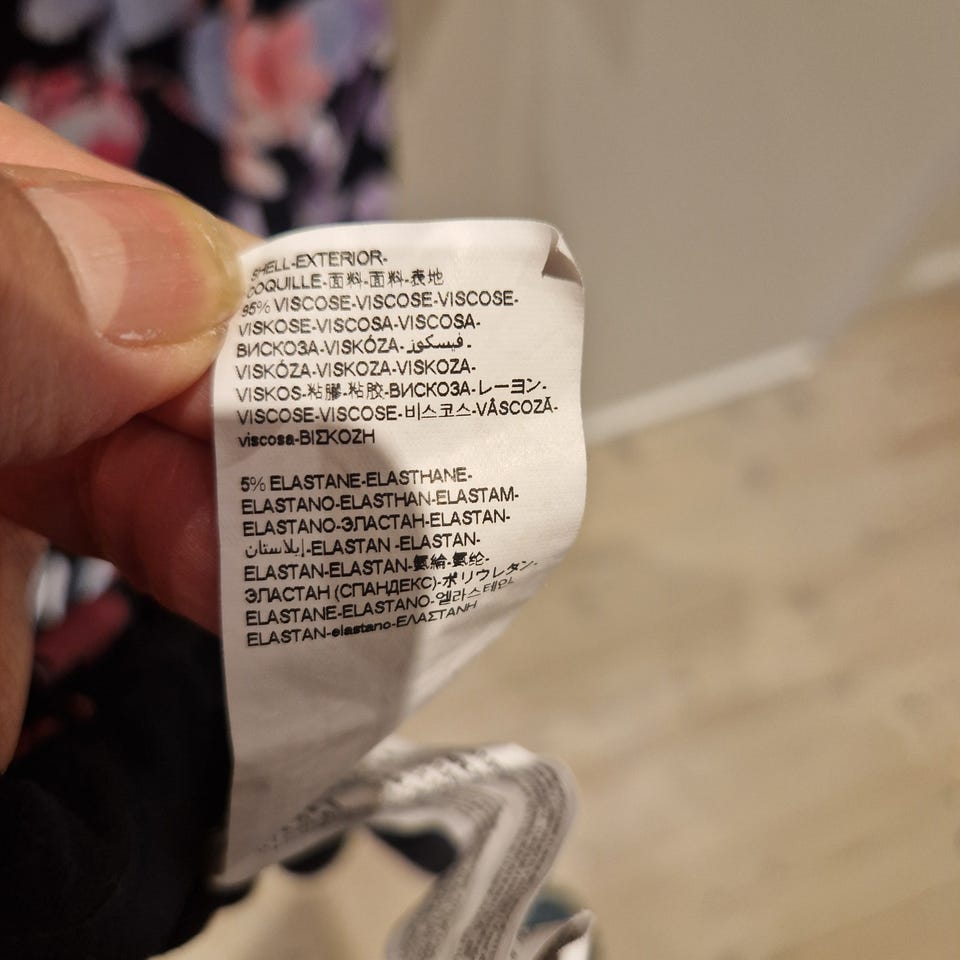 SHELL-EXTERIOR-
COQUILLE-面料-面料-表地
95% VISCOSE-VISCOSE-VISCOSE-
VISKOSE-VISCOSA-VISCOSA-
ВИСКОЗА-VISKÓZA-فيسكوز-
VISKÓZA-VISKOZA-VISKOZA-
VISKOS-粘膠-粘胶-ВИСКОЗА-レーヨン-
VISCOSE-VISCOSE-비스코스-VÂSCOZĂ-
viscosa-ΒΙΣΚΟΖΗ
5% ELASTANE-ELASTHANE-
ELASTANO-ELASTHAN-ELASTAM-
ELASTANO-ЭЛАСТАН-ELASTAN-
إيلاستان-ELASTAN -ELASTAN-
ELASTAN-ELASTAN-氨綸-氨纶-
ЭЛАСТАН (СПАНДЕКС)-ポリウレタン-
ELASTANE-ELASTANO-엘라스테인-
ELASTAN-elastano-ΕΛΑΣΤΑΝΗ